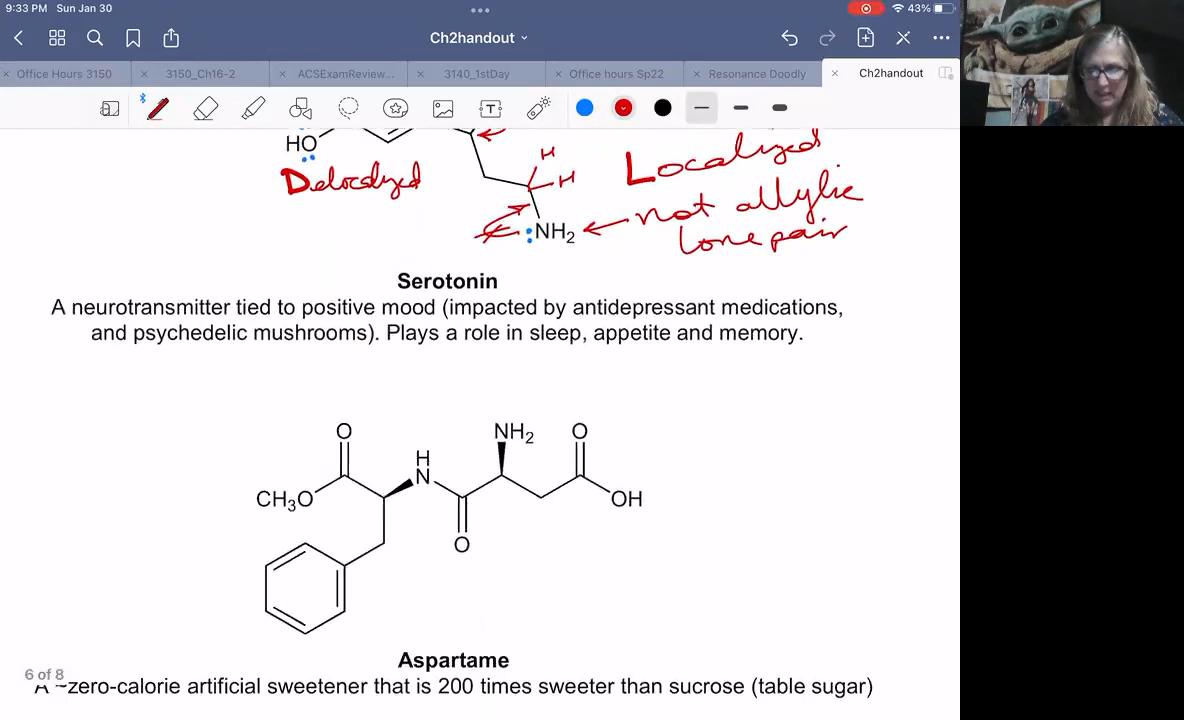 9:33 PM Sun Jan 30
43%
Ch2handout
Office Hours 3150
3150_Ch16-2
ACSExamReview...
3140_1stDay
Office hours Sp22
Resonance Doodly
Ch2handout
HO
Delocalized
H
H
NH2
Localized
not allylic
lone pair
Serotonin
A neurotransmitter tied to positive mood (impacted by antidepressant medications,
and psychedelic mushrooms). Plays a role in sleep, appetite and memory.
O
NH2
O
H
N
CH3O
OH
O
Aspartame
6 of 8
A ~zero-calorie artificial sweetener that is 200 times sweeter than sucrose (table sugar)